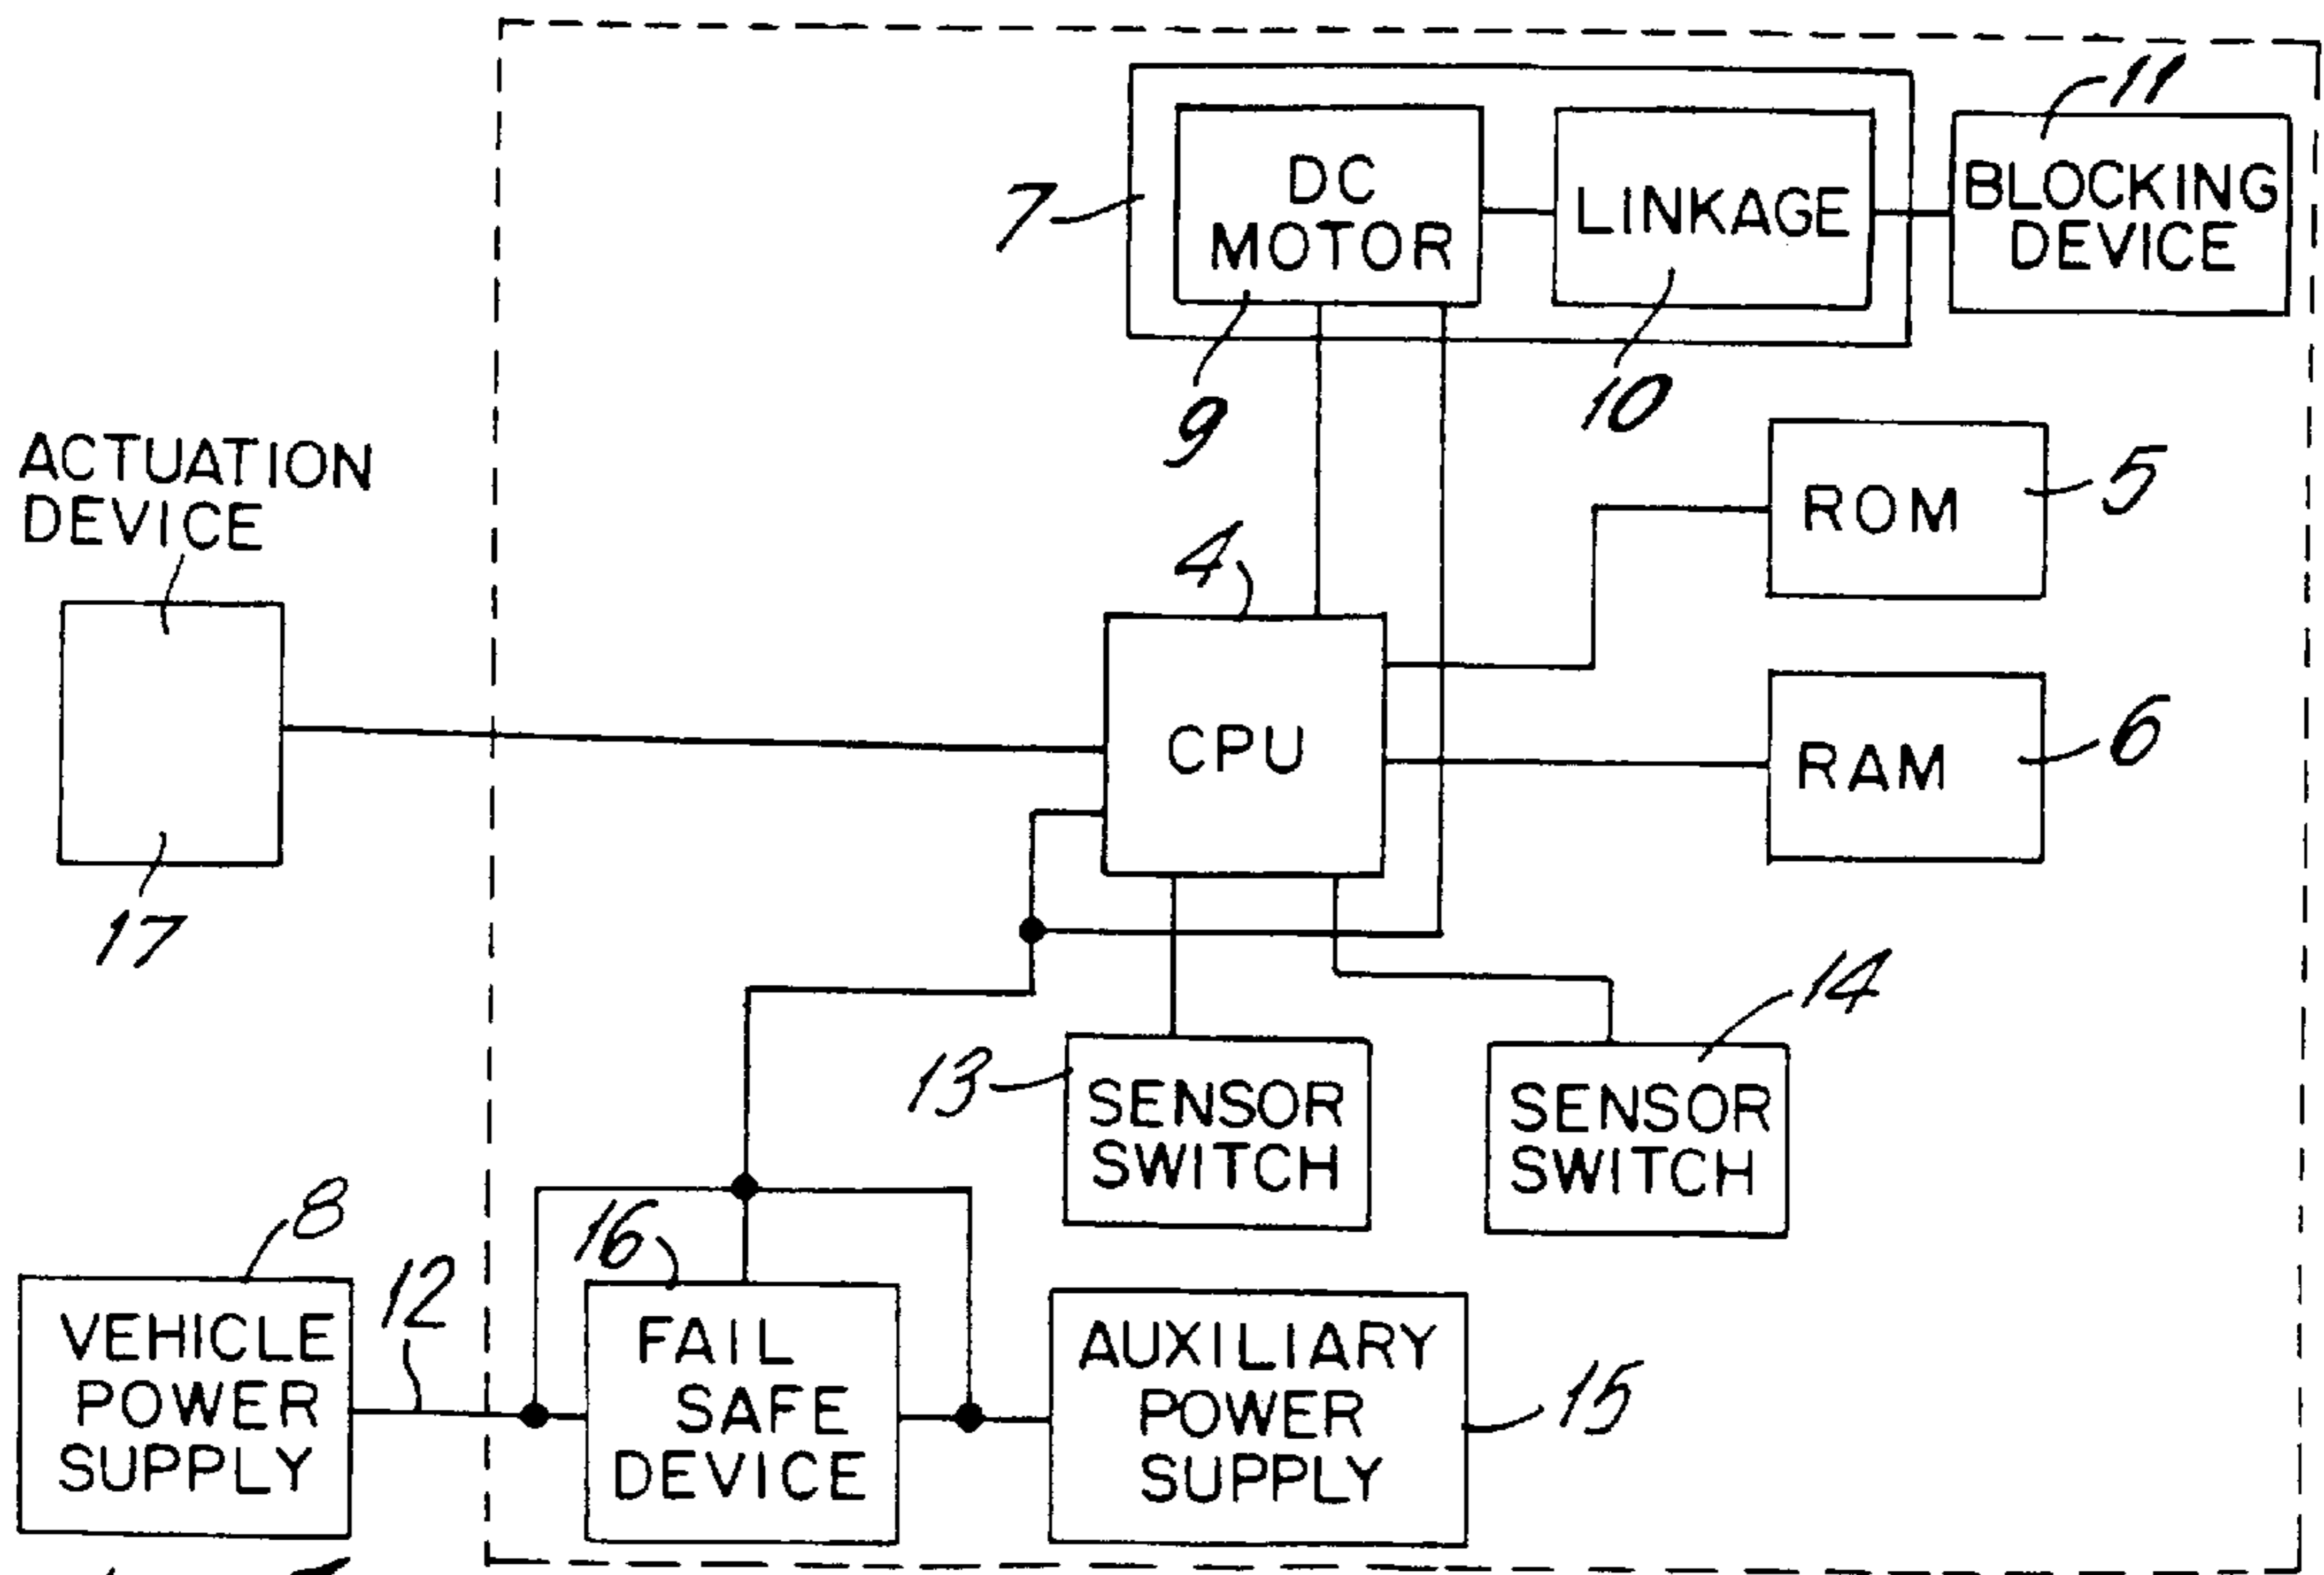 11
7
DC
MOTOR
LINKAGE
BLOCKING
DEVICE
9
10
ACTUATION
DEVICE
ROM
5
4
CPU
RAM
6
17
14
13
SENSOR
SWITCH
SENSOR
SWITCH
8
16
12
VEHICLE
POWER
SUPPLY
FAIL
SAFE
DEVICE
AUXILIARY
POWER
SUPPLY
15